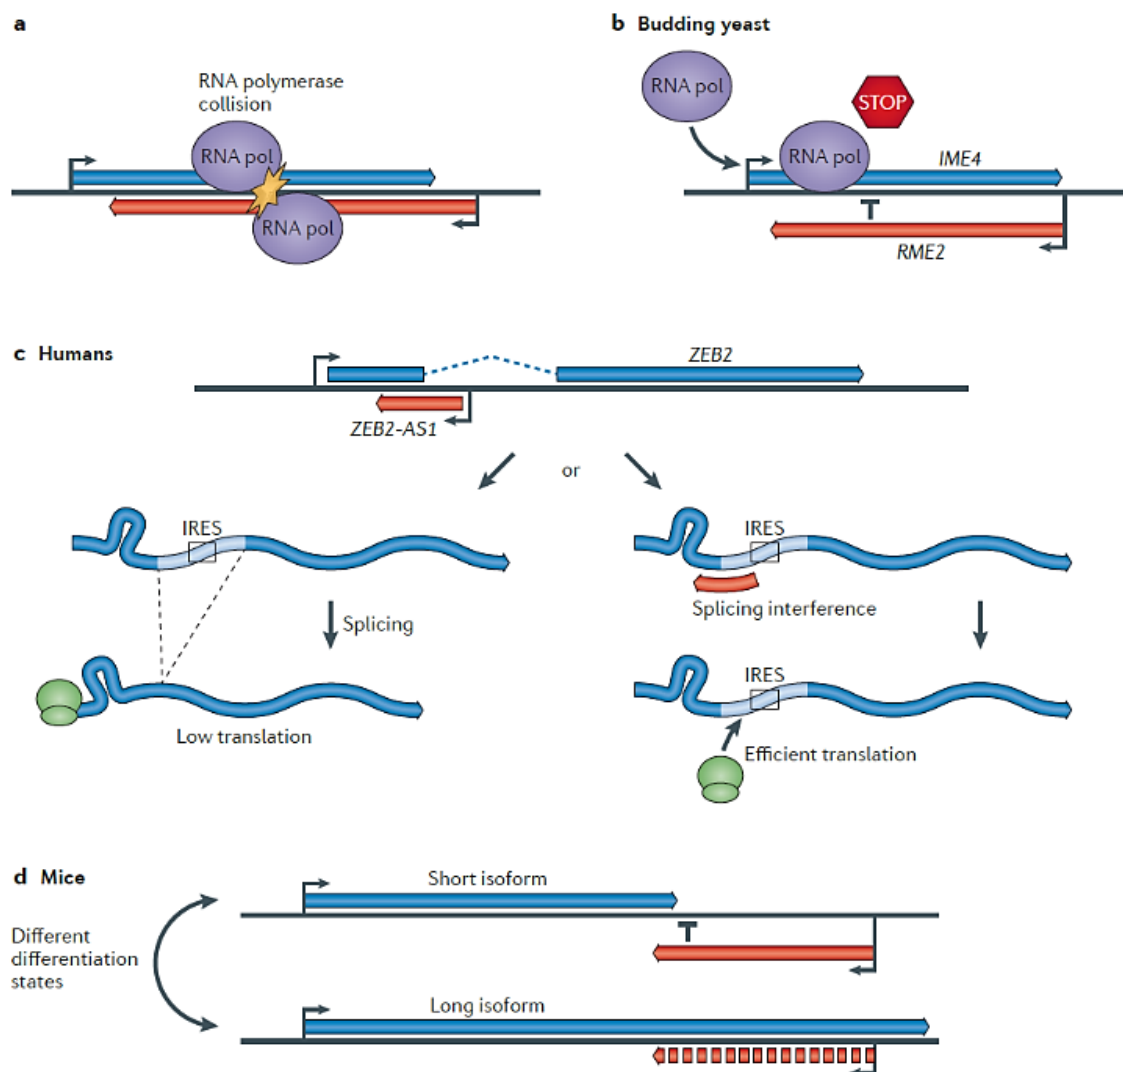 a
RNA polymerase
collision
RNA pol
RNA pol
b Budding yeast
RNA pol
STOP
RNA pol
IME4
RME2
c Humans
ZEB2
ZEB2-AS1
or
IRES
Splicing
Low translation
IRES
Splicing interference
IRES
Efficient translation
d Mice
Short isoform
Different
differentiation
states
Long isoform